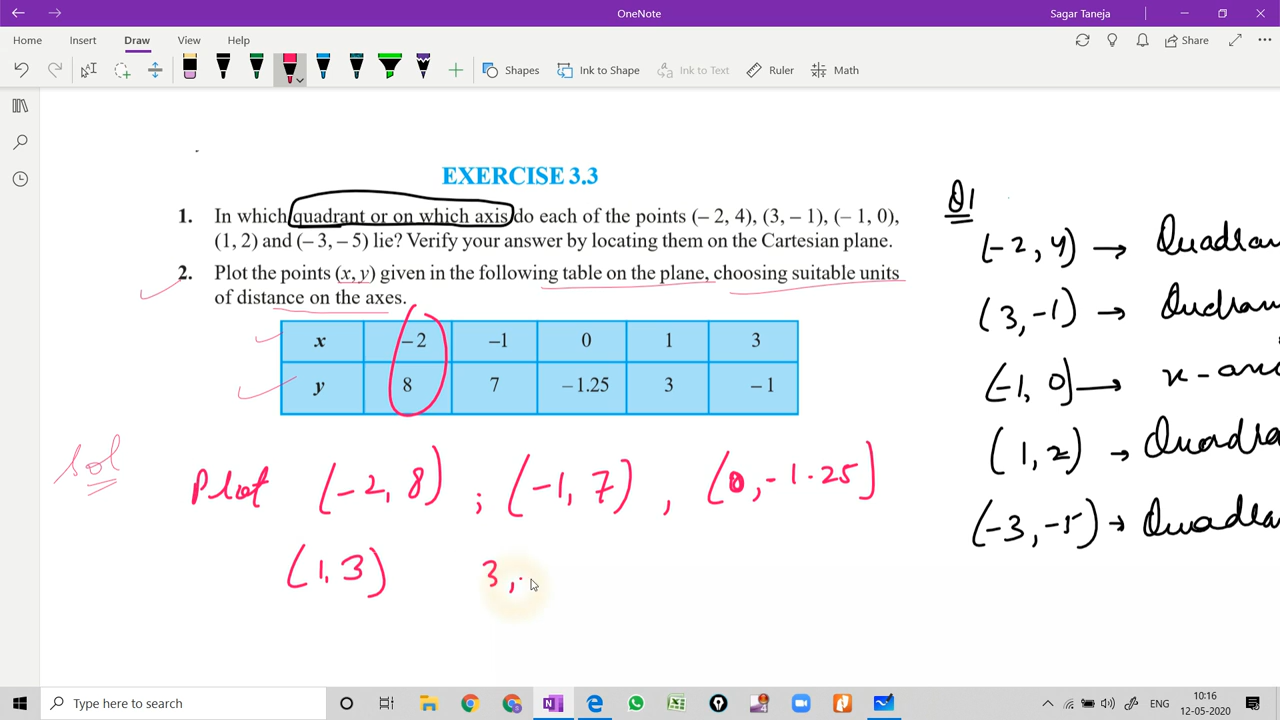 OneNote
Sagar Taneja
Home Insert Draw View Help
Share
Shapes Ink to Shape Ink to Text Ruler Math
EXERCISE 3.3
1. In which quadrant or on which axis do each of the points (– 2, 4), (3, – 1), (– 1, 0),
(1, 2) and (– 3, – 5) lie? Verify your answer by locating them on the Cartesian plane.
2. Plot the points (x, y) given in the following table on the plane, choosing suitable units
of distance on the axes.
x –2 –1 0 1 3
y 8 7 –1.25 3 –1
Sol
Plot (-2, 8) ; (-1, 7) , (0, -1.25)
(1, 3) 3,
Q1
(-2, 4) → Quadran
(3, -1) → Qudran
(-1, 0) → x-axi
(1, 2) → Quadra
(-3, -5) → Quadra
Type here to search
ENG
10:16
12-05-2020